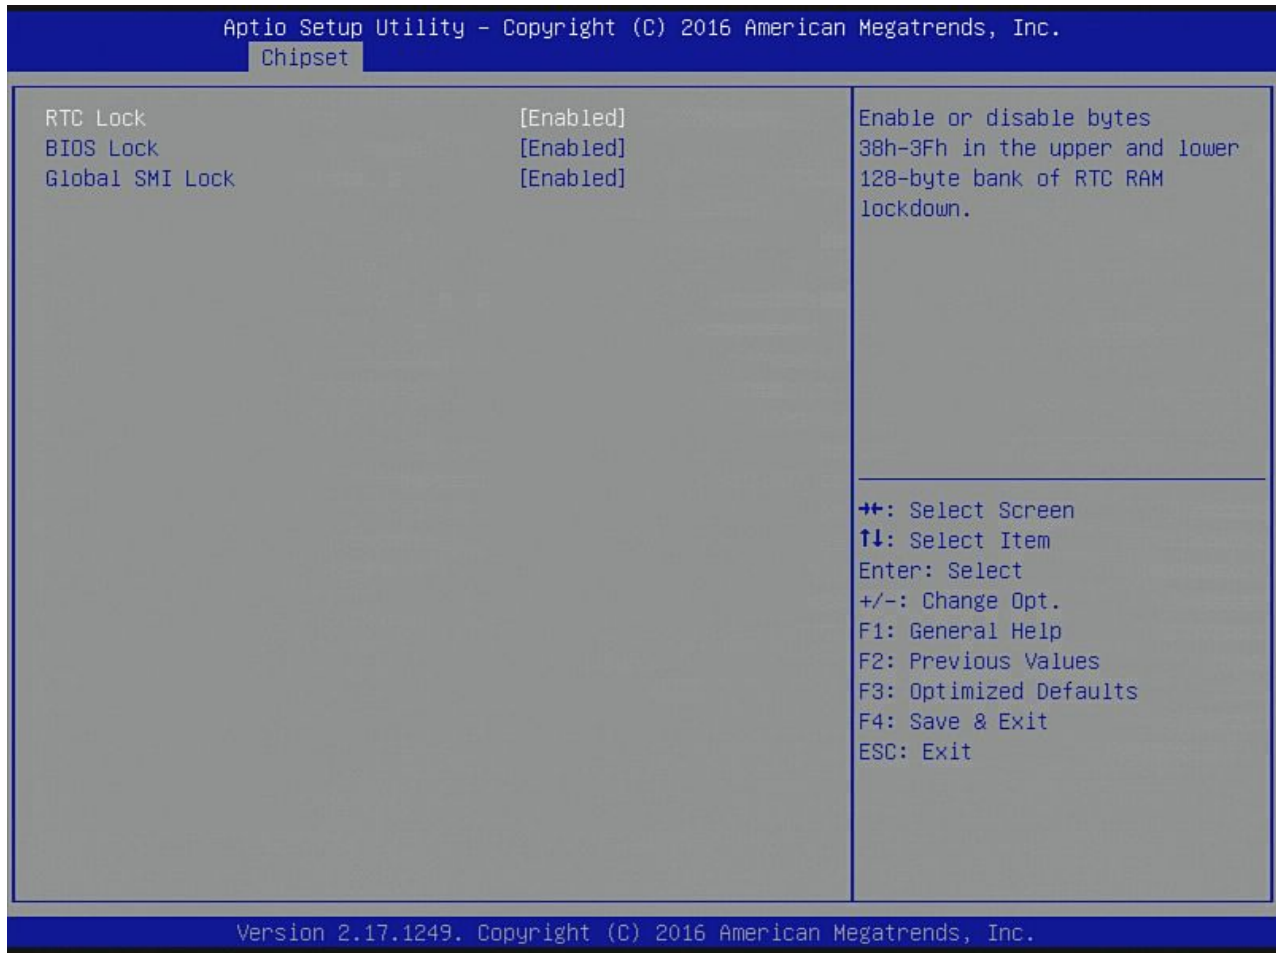 Aptio Setup Utility – Copyright (C) 2016 American Megatrends, Inc.
Chipset
RTC Lock [Enabled]
BIOS Lock [Enabled]
Global SMI Lock [Enabled]
Enable or disable bytes
38h-3Fh in the upper and lower
128-byte bank of RTC RAM
lockdown.
→←: Select Screen
↑↓: Select Item
Enter: Select
+/-: Change Opt.
F1: General Help
F2: Previous Values
F3: Optimized Defaults
F4: Save & Exit
ESC: Exit
Version 2.17.1249. Copyright (C) 2016 American Megatrends, Inc.